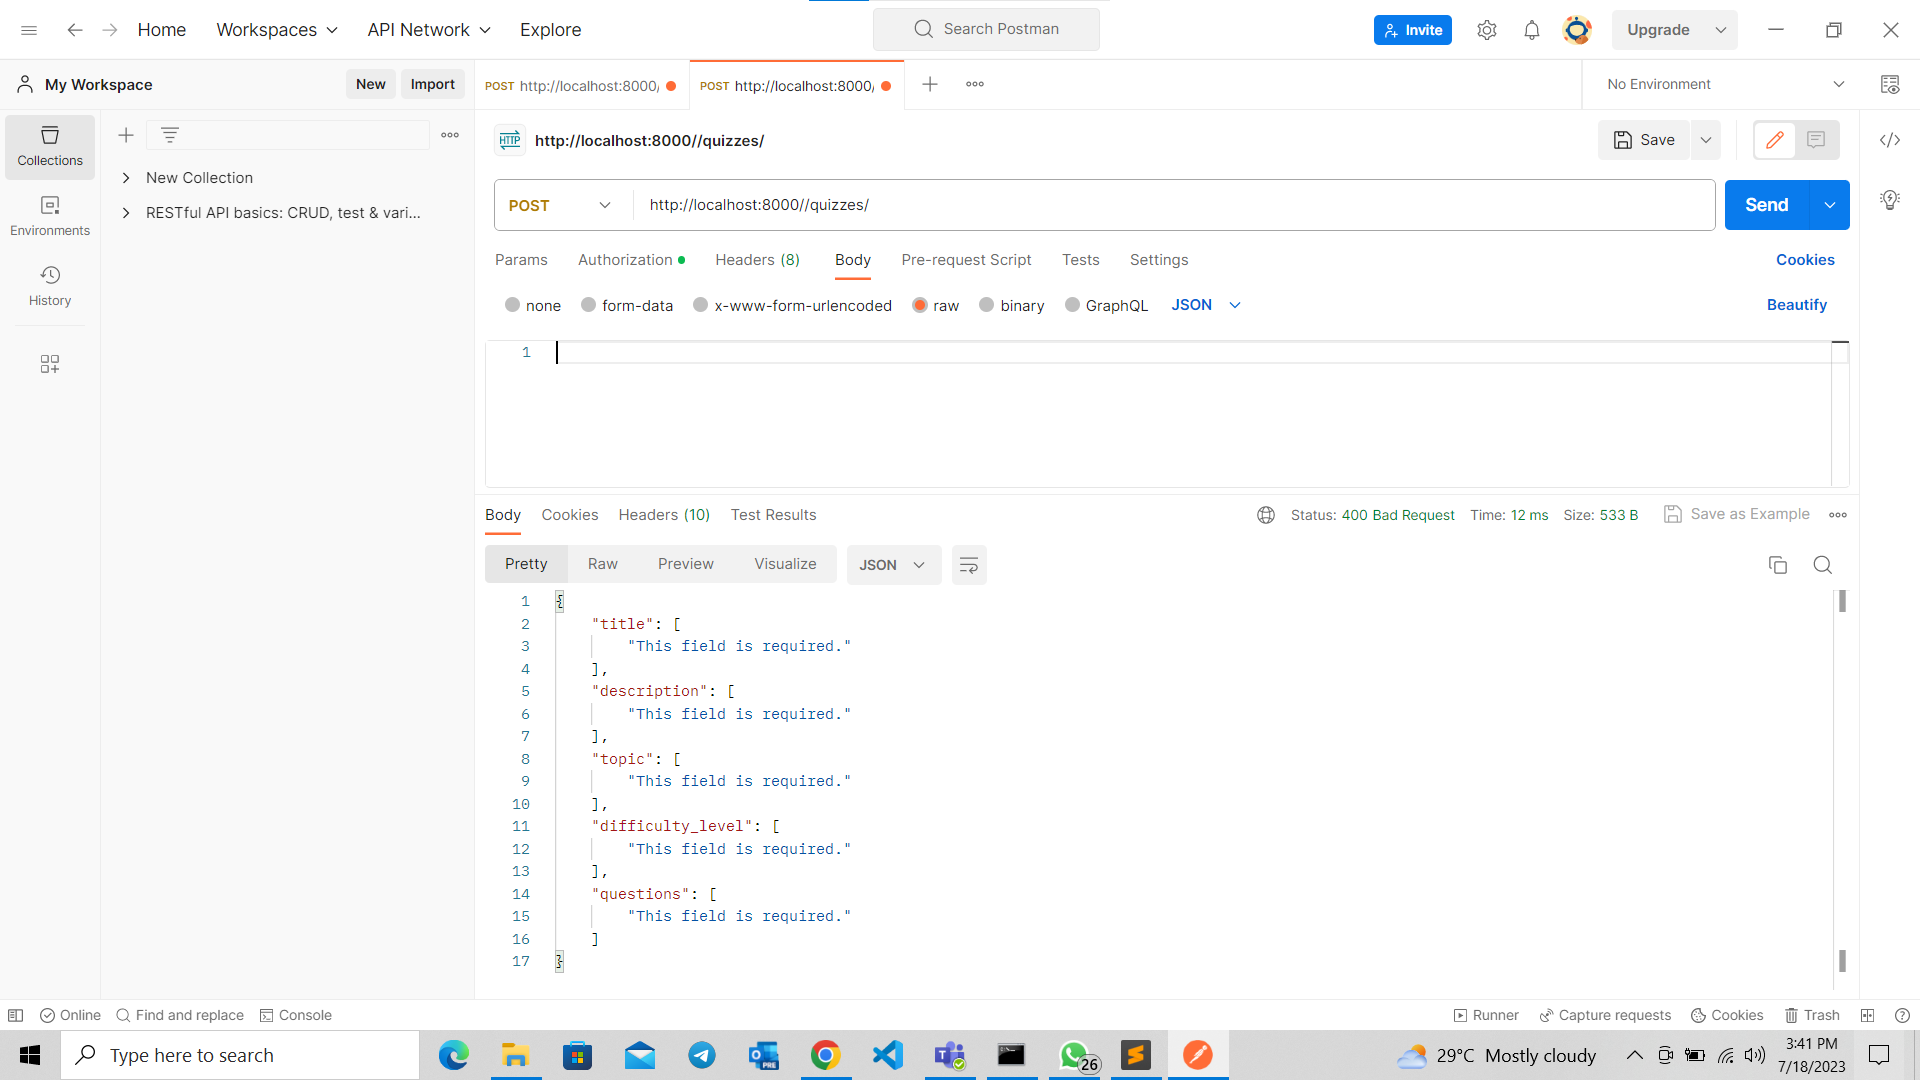 Home
Workspaces
API Network
Explore
Search Postman
Invite
Upgrade
My Workspace
New
Import
POST http://localhost:8000/
POST http://localhost:8000/
No Environment
Collections
Environments
History
New Collection
RESTful API basics: CRUD, test & vari...
HTTP http://localhost:8000//quizzes/
Save
POST
http://localhost:8000//quizzes/
Send
Params
Authorization
Headers (8)
Body
Pre-request Script
Tests
Settings
Cookies
none
form-data
x-www-form-urlencoded
raw
binary
GraphQL
JSON
Beautify
1
Body
Cookies
Headers (10)
Test Results
Status: 400 Bad Request
Time: 12 ms
Size: 533 B
Save as Example
Pretty
Raw
Preview
Visualize
JSON
1 {
2 "title": [
3 "This field is required."
4 ],
5 "description": [
6 "This field is required."
7 ],
8 "topic": [
9 "This field is required."
10 ],
11 "difficulty_level": [
12 "This field is required."
13 ],
14 "questions": [
15 "This field is required."
16 ]
17 }
Online
Find and replace
Console
Runner
Capture requests
Cookies
Trash
Type here to search
PRE
26
29°C Mostly cloudy
3:41 PM
7/18/2023